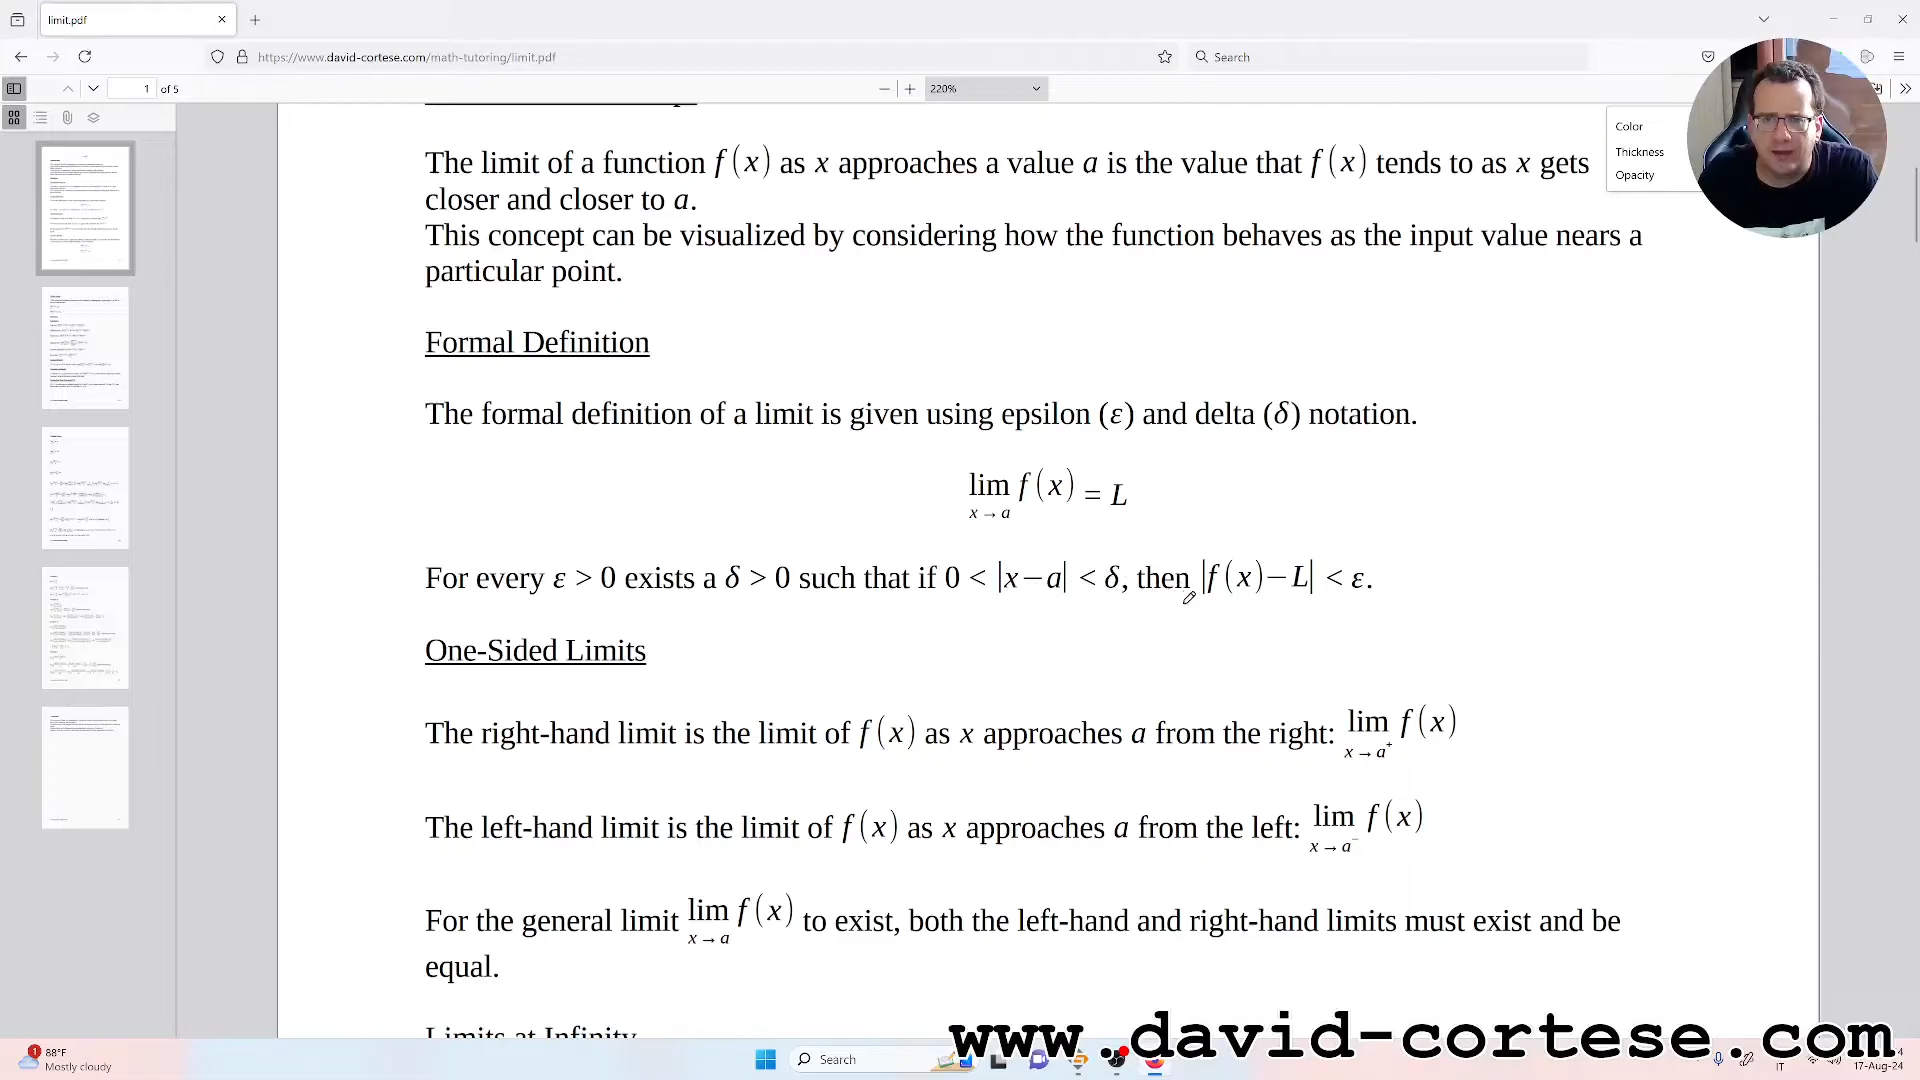 limit.pdf
https://www.david-cortese.com/math-tutoring/limit.pdf
Search
1 of 5
220%
Color
Thickness
Opacity
The limit of a function f(x) as x approaches a value a is the value that f(x) tends to as x gets
closer and closer to a.
This concept can be visualized by considering how the function behaves as the input value nears a
particular point.
Formal Definition
The formal definition of a limit is given using epsilon (ε) and delta (δ) notation.
lim f(x) = L
x → a
For every ε > 0 exists a δ > 0 such that if 0 < |x − a| < δ, then |f(x) − L| < ε.
One-Sided Limits
The right-hand limit is the limit of f(x) as x approaches a from the right: lim f(x)
x → a⁺
The left-hand limit is the limit of f(x) as x approaches a from the left: lim f(x)
x → a⁻
For the general limit lim f(x) to exist, both the left-hand and right-hand limits must exist and be
x → a
equal.
Limits at Infinity
www.david-cortese.com
1
88°F
Mostly cloudy
Search
IT
17-Aug-24